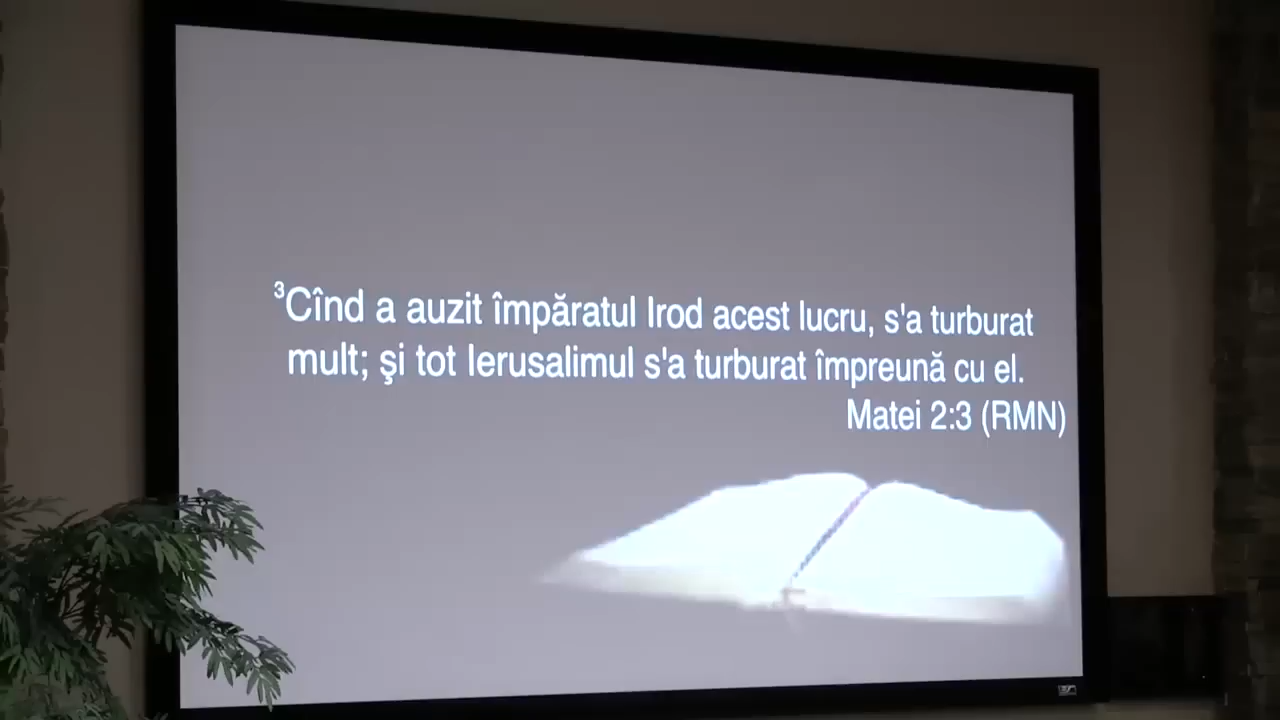 ³Cînd a auzit împăratul Irod acest lucru, s'a turburat
mult; şi tot Ierusalimul s'a turburat împreună cu el.
Matei 2:3 (RMN)